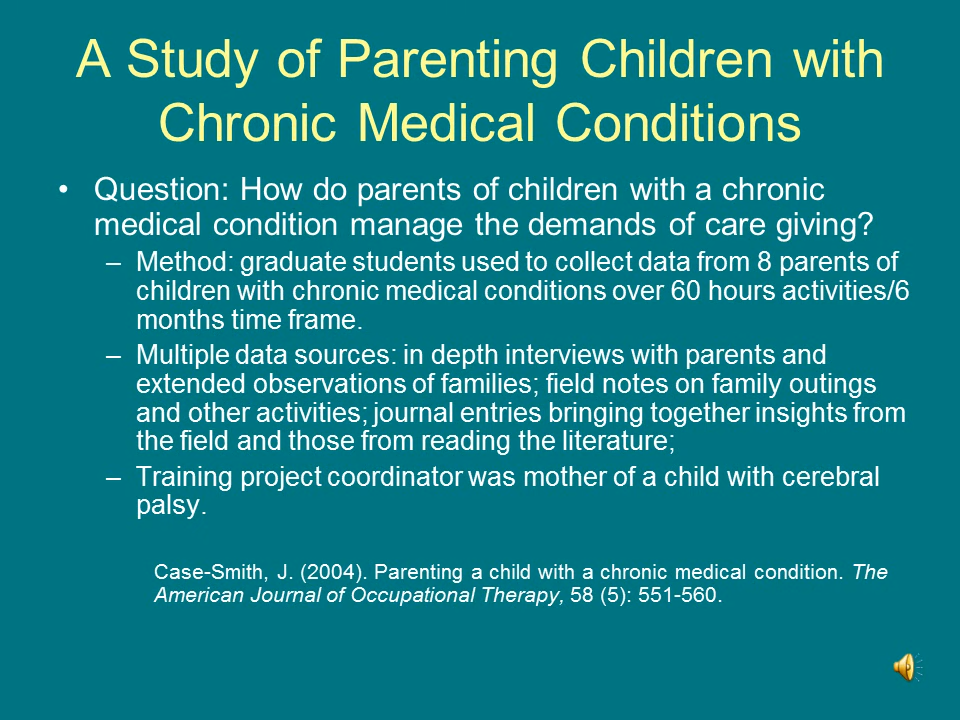 A Study of Parenting Children with
Chronic Medical Conditions
• Question: How do parents of children with a chronic
medical condition manage the demands of care giving?
– Method: graduate students used to collect data from 8 parents of
children with chronic medical conditions over 60 hours activities/6
months time frame.
– Multiple data sources: in depth interviews with parents and
extended observations of families; field notes on family outings
and other activities; journal entries bringing together insights from
the field and those from reading the literature;
– Training project coordinator was mother of a child with cerebral
palsy.
Case-Smith, J. (2004). Parenting a child with a chronic medical condition. The
American Journal of Occupational Therapy, 58 (5): 551-560.